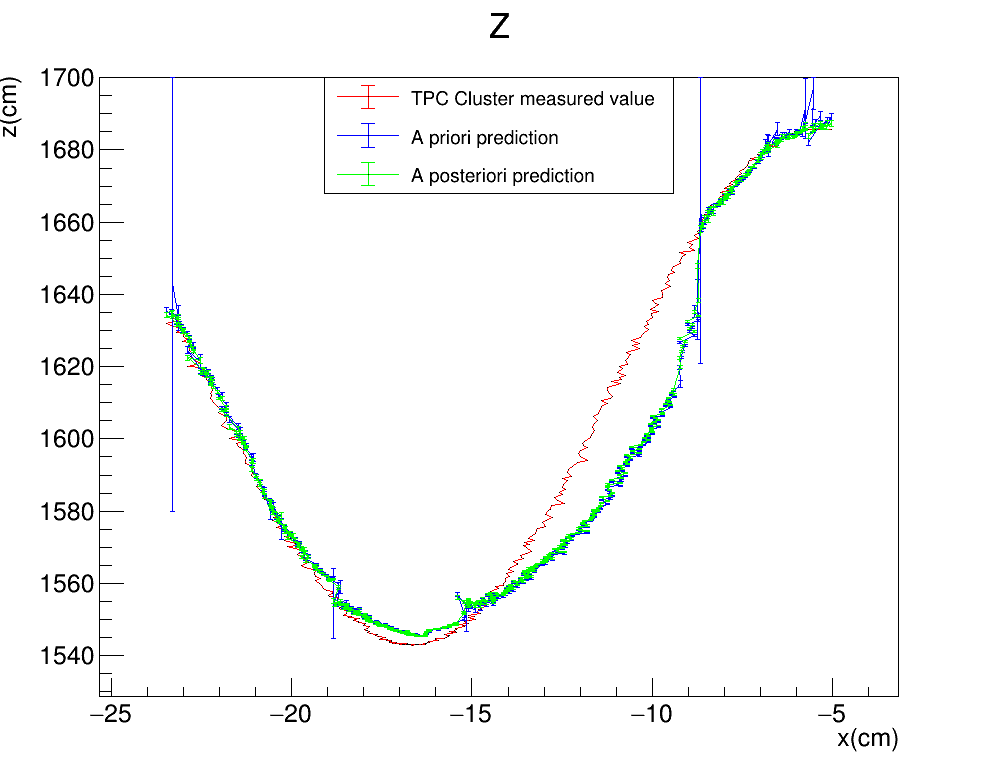 Z
z(cm)
1700
1680
1660
1640
1620
1600
1580
1560
1540
TPC Cluster measured value
A priori prediction
A posteriori prediction
−25 −20 −15 −10 −5
x(cm)